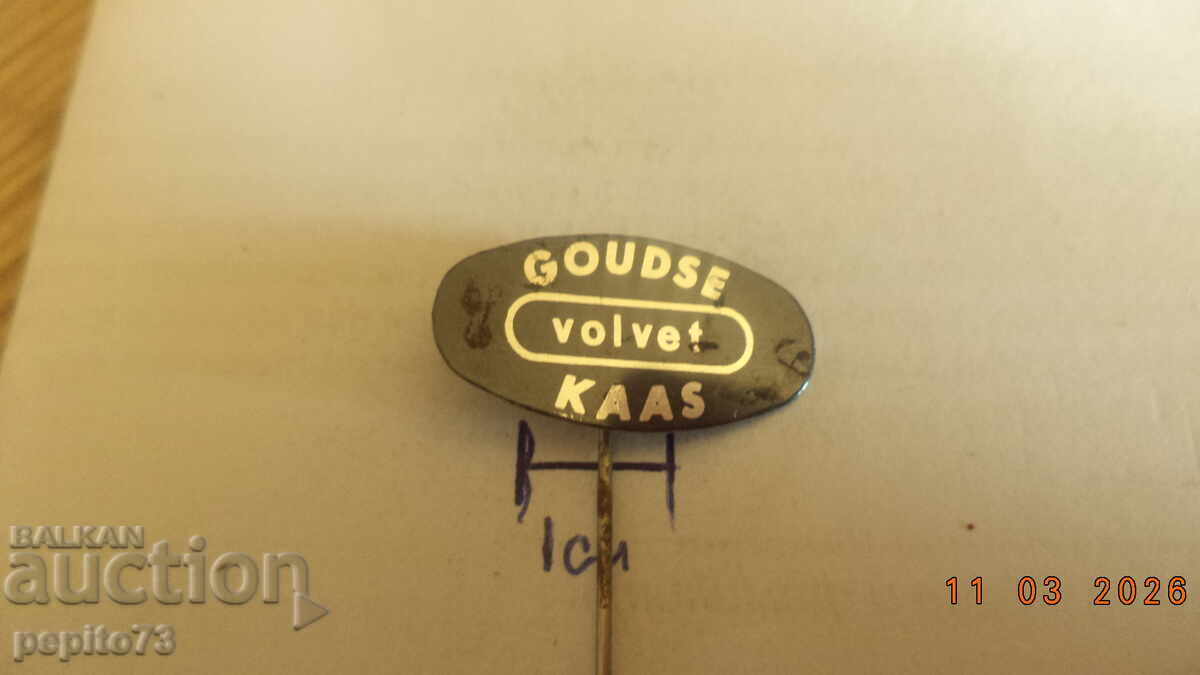 GOUDSE
volvet
KAAS
1cm
BALKAN
auction
pepito73
11 03 2026